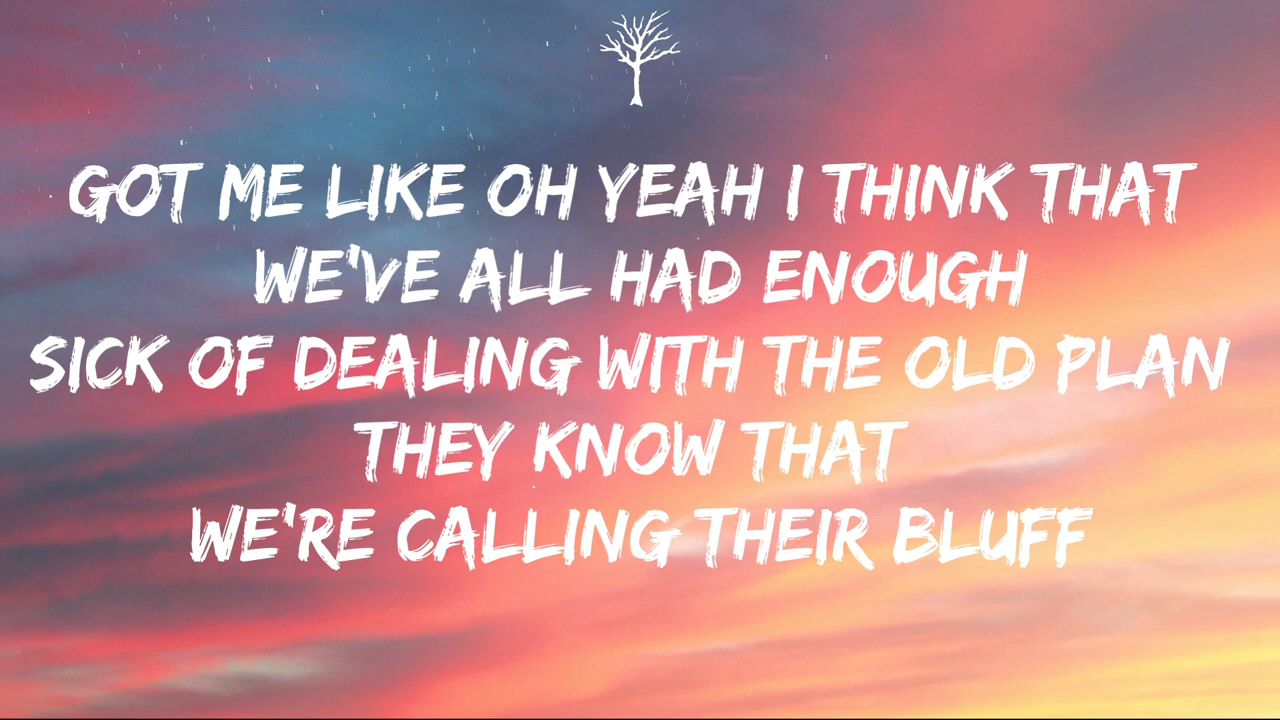 GOT ME LIKE OH YEAH I THINK THAT
WE'VE ALL HAD ENOUGH
SICK OF DEALING WITH THE OLD PLAN
THEY KNOW THAT
WE'RE CALLING THEIR BLUFF